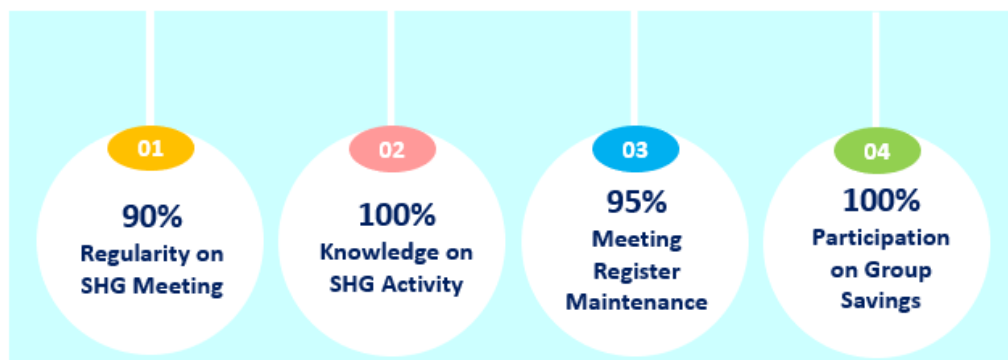 01
90%
Regularity on
SHG Meeting
02
100%
Knowledge on
SHG Activity
03
95%
Meeting
Register
Maintenance
04
100%
Participation
on Group
Savings